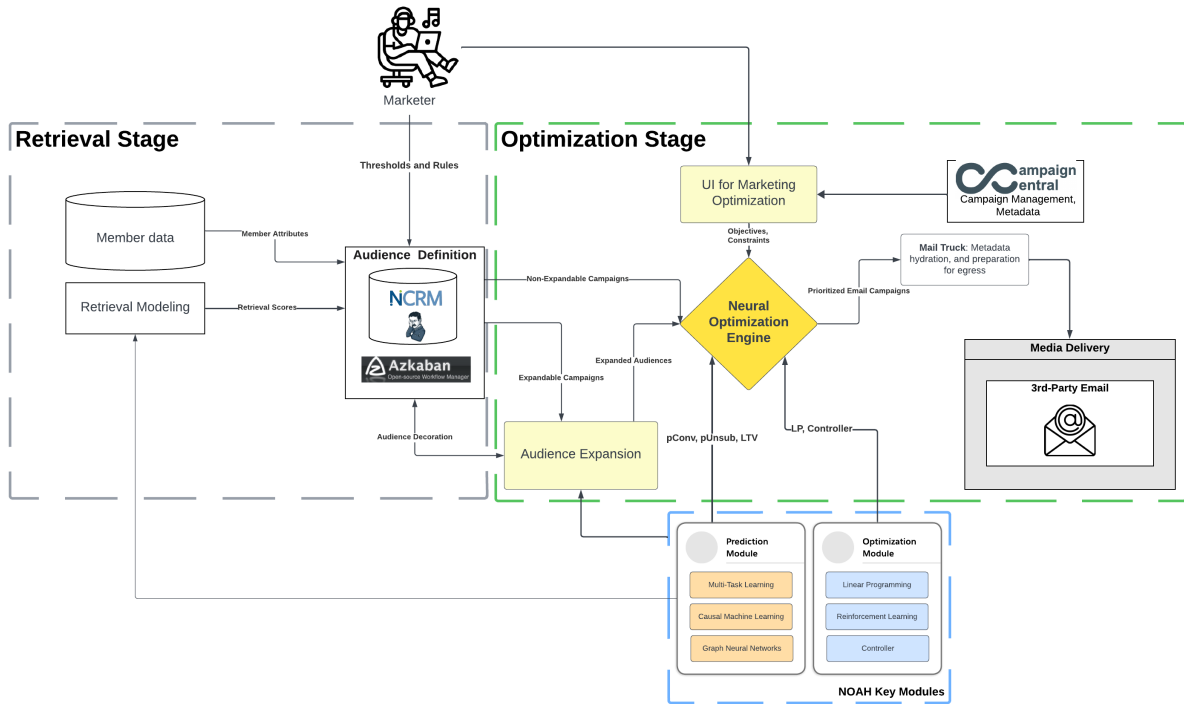 Marketer
Retrieval Stage
Optimization Stage
Thresholds and Rules
UI for Marketing
Optimization
ampaign
entral
Campaign Management,
Metadata
Member data
Member Attributes
Objectives,
Constraints
Audience Definition
NCRM
Azkaban
Open-source Workflow Manager
Mail Truck: Metadata
hydration, and preparation
for egress
Non-Expandable Campaigns
Prioritized Email Campaigns
Retrieval Modeling
Retrieval Scores
Neural
Optimization
Engine
Media Delivery
3rd-Party Email
Expanded Audiences
Expandable Campaigns
Audience Decoration
Audience Expansion
pConv, pUnsub, LTV
LP, Controller
Prediction
Module
Multi-Task Learning
Causal Machine Learning
Graph Neural Networks
Optimization
Module
Linear Programming
Reinforcement Learning
Controller
NOAH Key Modules